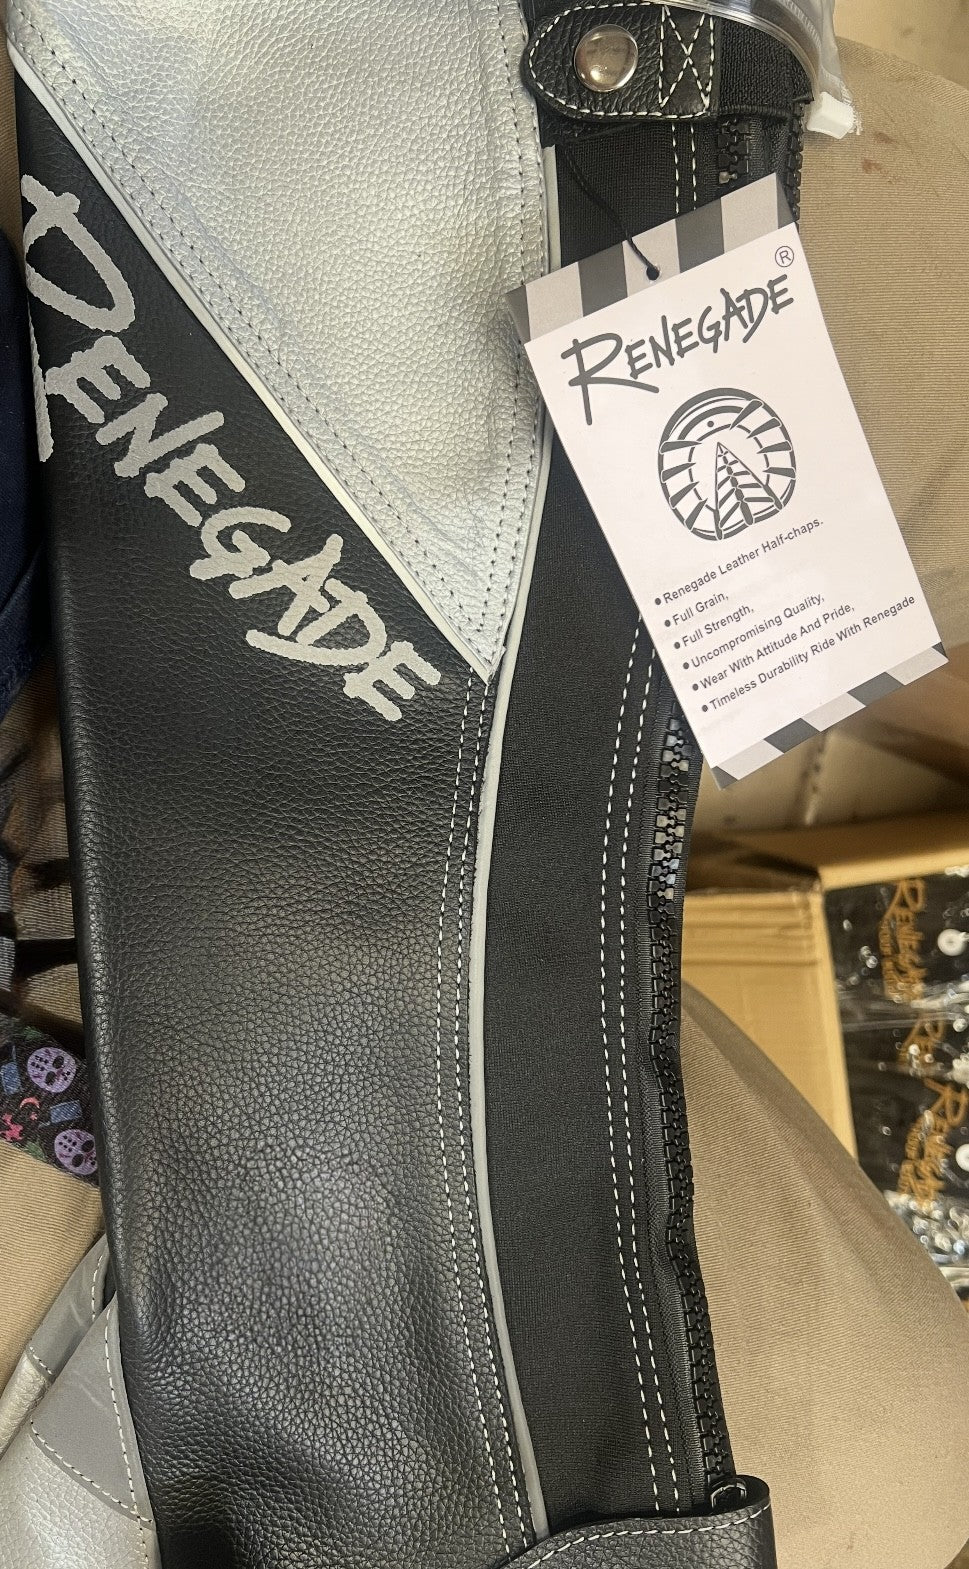 RENEGADE
RENEGADE®
• Renegade Leather Half-chaps.
• Full Grain,
• Full Strength,
• Uncompromising Quality,
• Wear With Attitude And Pride,
• Timeless Durability Ride With Renegade
RENEGADE